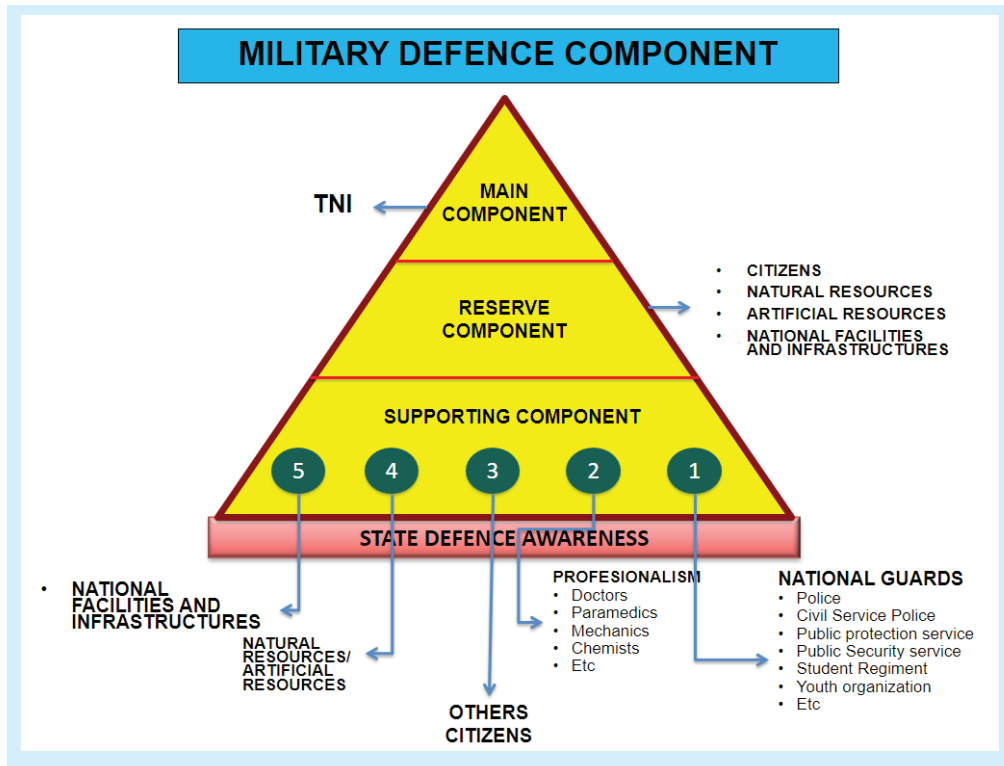 MILITARY DEFENCE COMPONENT
MAIN
COMPONENT
TNI
RESERVE
COMPONENT
• CITIZENS
• NATURAL RESOURCES
• ARTIFICIAL RESOURCES
• NATIONAL FACILITIES
AND INFRASTRUCTURES
SUPPORTING COMPONENT
5 4 3 2 1
STATE DEFENCE AWARENESS
• NATIONAL
FACILITIES AND
INFRASTRUCTURES
NATURAL
RESOURCES/
ARTIFICIAL
RESOURCES
OTHERS
CITIZENS
PROFESIONALISM
• Doctors
• Paramedics
• Mechanics
• Chemists
• Etc
NATIONAL GUARDS
• Police
• Civil Service Police
• Public protection service
• Public Security service
• Student Regiment
• Youth organization
• Etc